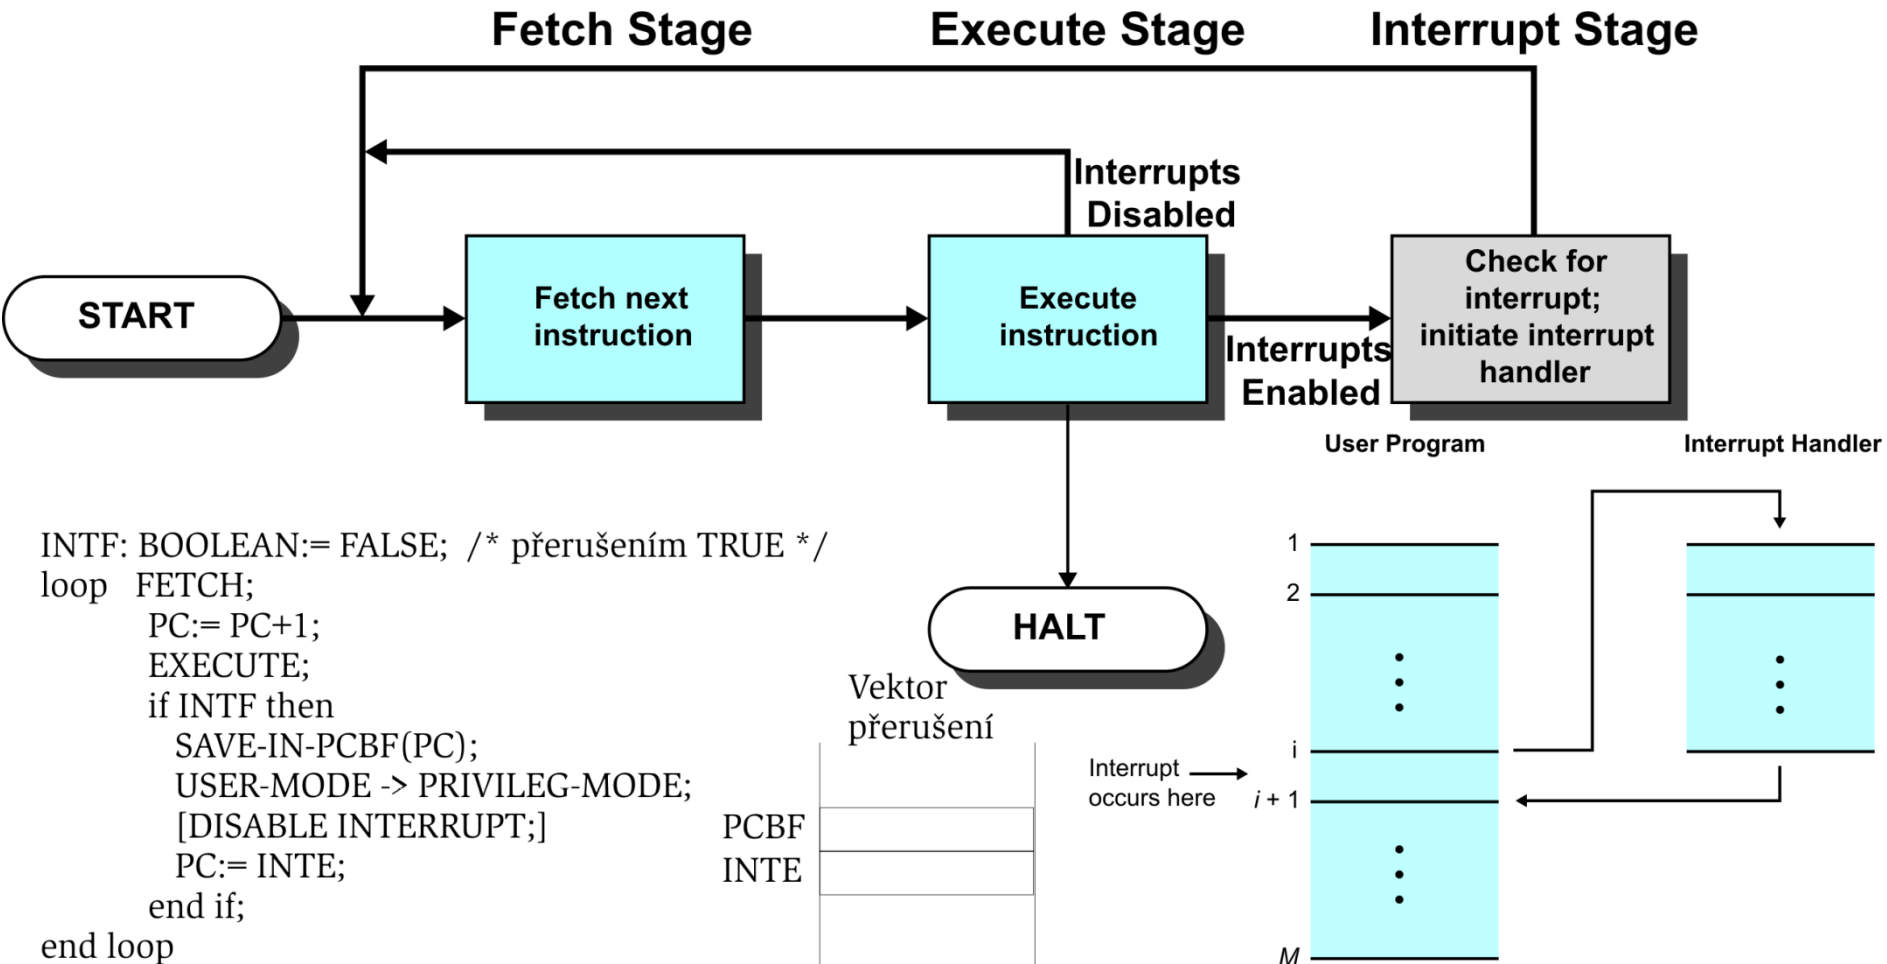 Fetch Stage
Execute Stage
Interrupt Stage
Interrupts
Disabled
START
Fetch next
instruction
Execute
instruction
Interrupts
Enabled
Check for
interrupt;
initiate interrupt
handler
HALT
INTF: BOOLEAN:= FALSE; /* přerušením TRUE */
loop FETCH;
PC:= PC+1;
EXECUTE;
if INTF then
SAVE-IN-PCBF(PC);
USER-MODE -> PRIVILEG-MODE;
[DISABLE INTERRUPT;]
PC:= INTE;
end if;
end loop
Vektor
přerušení
PCBF
INTE
User Program
Interrupt Handler
1
2
i
Interrupt
occurs here
i + 1
M